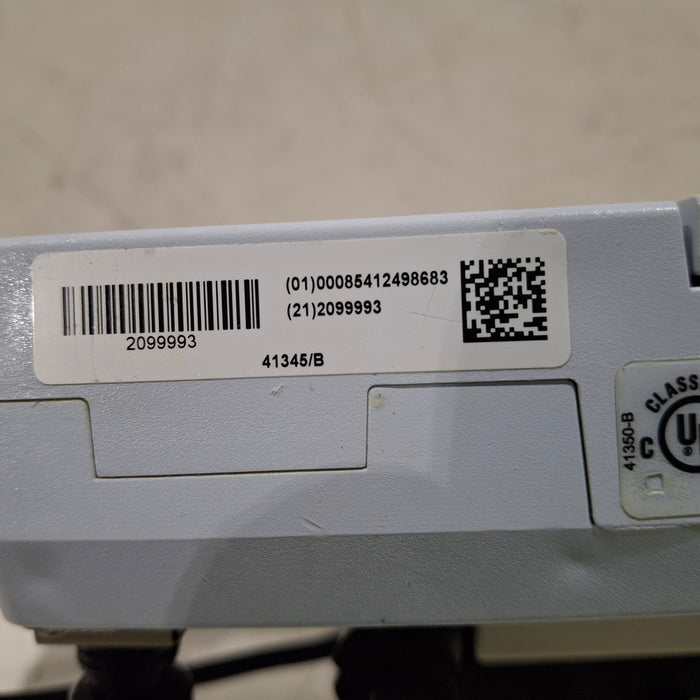 (01)00085412498683
(21)2099993
2099993
41345/B
CLASS
C
U
®
41350-B